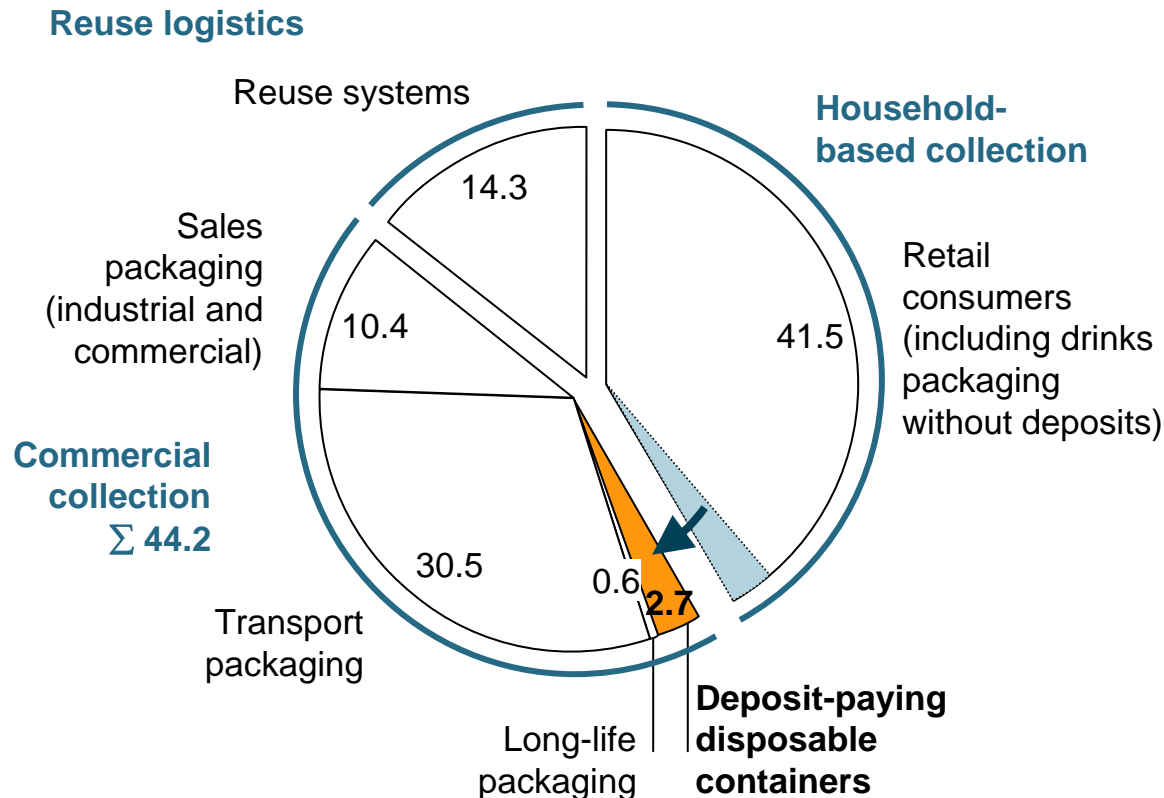 Reuse logistics
Reuse systems
14.3
Household-
based collection
Sales
packaging
(industrial and
commercial)
10.4
Retail
consumers
(including drinks
packaging
without deposits)
41.5
Commercial
collection
∑ 44.2
30.5
0.6
2.7
Transport
packaging
Long-life
packaging
Deposit-paying
disposable
containers